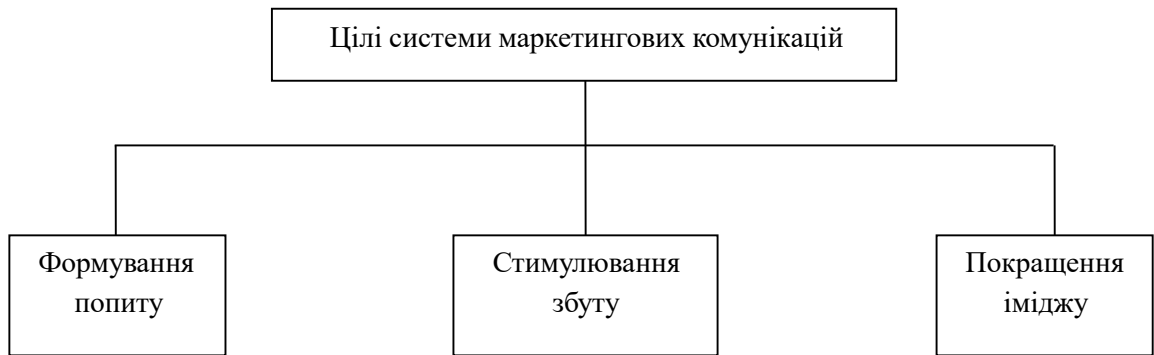 Цілі системи маркетингових комунікацій
Формування
попиту
Стимулювання
збуту
Покращення
іміджу